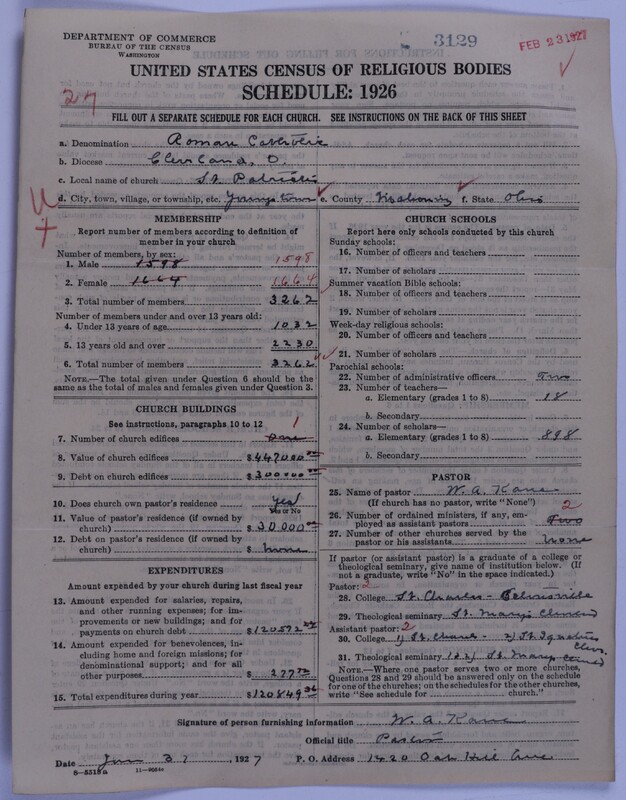 DEPARTMENT OF COMMERCE
BUREAU OF THE CENSUS
WASHINGTON
3129
FEB 23 1927
UNITED STATES CENSUS OF RELIGIOUS BODIES
SCHEDULE: 1926
27
FILL OUT A SEPARATE SCHEDULE FOR EACH CHURCH. SEE INSTRUCTIONS ON THE BACK OF THIS SHEET
a. Denomination Roman Catholic
b. Diocese Cleveland, O.
c. Local name of church St. Patricks
d. City, town, village, or township, etc. Youngstown e. County Mahoning f. State Ohio
MEMBERSHIP
Report number of members according to definition of member in your church
Number of members, by sex:
1. Male 1598 1598
2. Female 1664 1664
3. Total number of members 3262
Number of members under and over 13 years old:
4. Under 13 years of age 1032
5. 13 years old and over 2230
6. Total number of members 3262
NOTE.—The total given under Question 6 should be the same as the total of males and females given under Question 3.
CHURCH BUILDINGS
See instructions, paragraphs 10 to 12
7. Number of church edifices One 1
8. Value of church edifices $447000.00
9. Debt on church edifices $300000.00
10. Does church own pastor's residence yes
Yes or No
11. Value of pastor's residence (if owned by church) $30000.00
12. Debt on pastor's residence (if owned by church) $ None
EXPENDITURES
Amount expended by your church during last fiscal year
13. Amount expended for salaries, repairs, and other running expenses; for improvements or new buildings; and for payments on church debt $120572
14. Amount expended for benevolences, including home and foreign missions; for denominational support; and for all other purposes $ 277
15. Total expenditures during year $120849
CHURCH SCHOOLS
Report here only schools conducted by this church
Sunday schools:
16. Number of officers and teachers
17. Number of scholars
Summer vacation Bible schools:
18. Number of officers and teachers
19. Number of scholars
Week-day religious schools:
20. Number of officers and teachers
21. Number of scholars
Parochial schools:
22. Number of administrative officers Two
23. Number of teachers—
a. Elementary (grades 1 to 8) 18
b. Secondary
24. Number of scholars—
a. Elementary (grades 1 to 8) 898
b. Secondary
PASTOR
25. Name of pastor W. A. Kane
(If church has no pastor, write "None")
26. Number of ordained ministers, if any, employed as assistant pastors Two 2
27. Number of other churches served by the pastor or his assistants None
If pastor (or assistant pastor) is a graduate of a college or theological seminary, give name of institution below. (If not a graduate, write "No" in the space indicated.)
Pastor: 2
28. College St. Charles
29. Theological seminary St. Mary's Cleveland
Assistant pastor: 2
30. College 1) St. Charles. 2) St. Ignatius Clev.
31. Theological seminary 1 & 2) St. Marys
NOTE.—Where one pastor serves two or more churches, Questions 28 and 29 should be answered only on the schedule for one of the churches; on the schedules for the other churches, write "See schedule for church."
Signature of person furnishing information W. A. Kane
Official title Pastor
Date Jan 31, 1927 P. O. Address 1420 Oak Hill Ave
8—5518a 11—9024